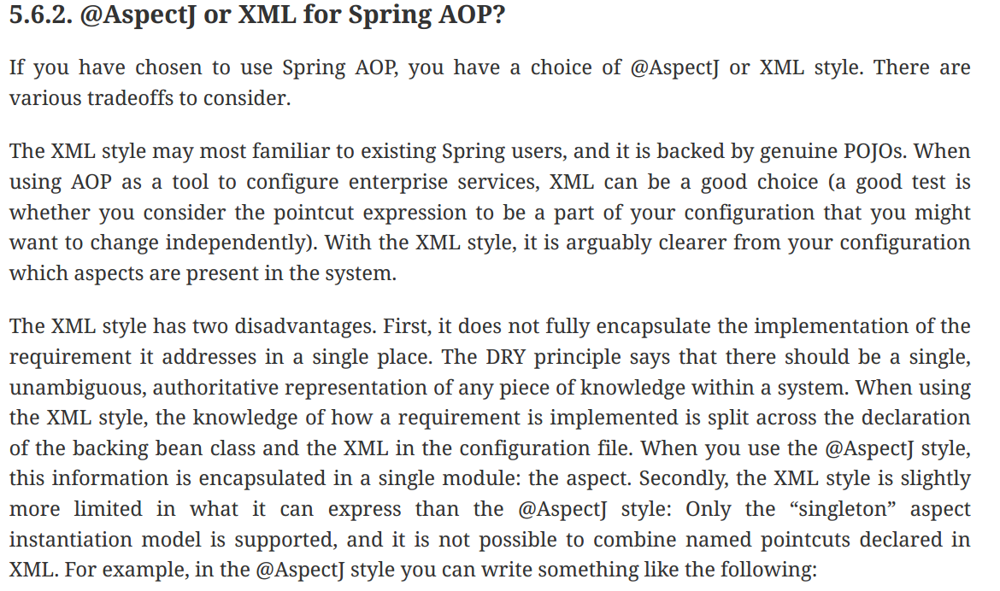 5.6.2. @AspectJ or XML for Spring AOP?
If you have chosen to use Spring AOP, you have a choice of @AspectJ or XML style. There are
various tradeoffs to consider.
The XML style may most familiar to existing Spring users, and it is backed by genuine POJOs. When
using AOP as a tool to configure enterprise services, XML can be a good choice (a good test is
whether you consider the pointcut expression to be a part of your configuration that you might
want to change independently). With the XML style, it is arguably clearer from your configuration
which aspects are present in the system.
The XML style has two disadvantages. First, it does not fully encapsulate the implementation of the
requirement it addresses in a single place. The DRY principle says that there should be a single,
unambiguous, authoritative representation of any piece of knowledge within a system. When using
the XML style, the knowledge of how a requirement is implemented is split across the declaration
of the backing bean class and the XML in the configuration file. When you use the @AspectJ style,
this information is encapsulated in a single module: the aspect. Secondly, the XML style is slightly
more limited in what it can express than the @AspectJ style: Only the “singleton” aspect
instantiation model is supported, and it is not possible to combine named pointcuts declared in
XML. For example, in the @AspectJ style you can write something like the following: